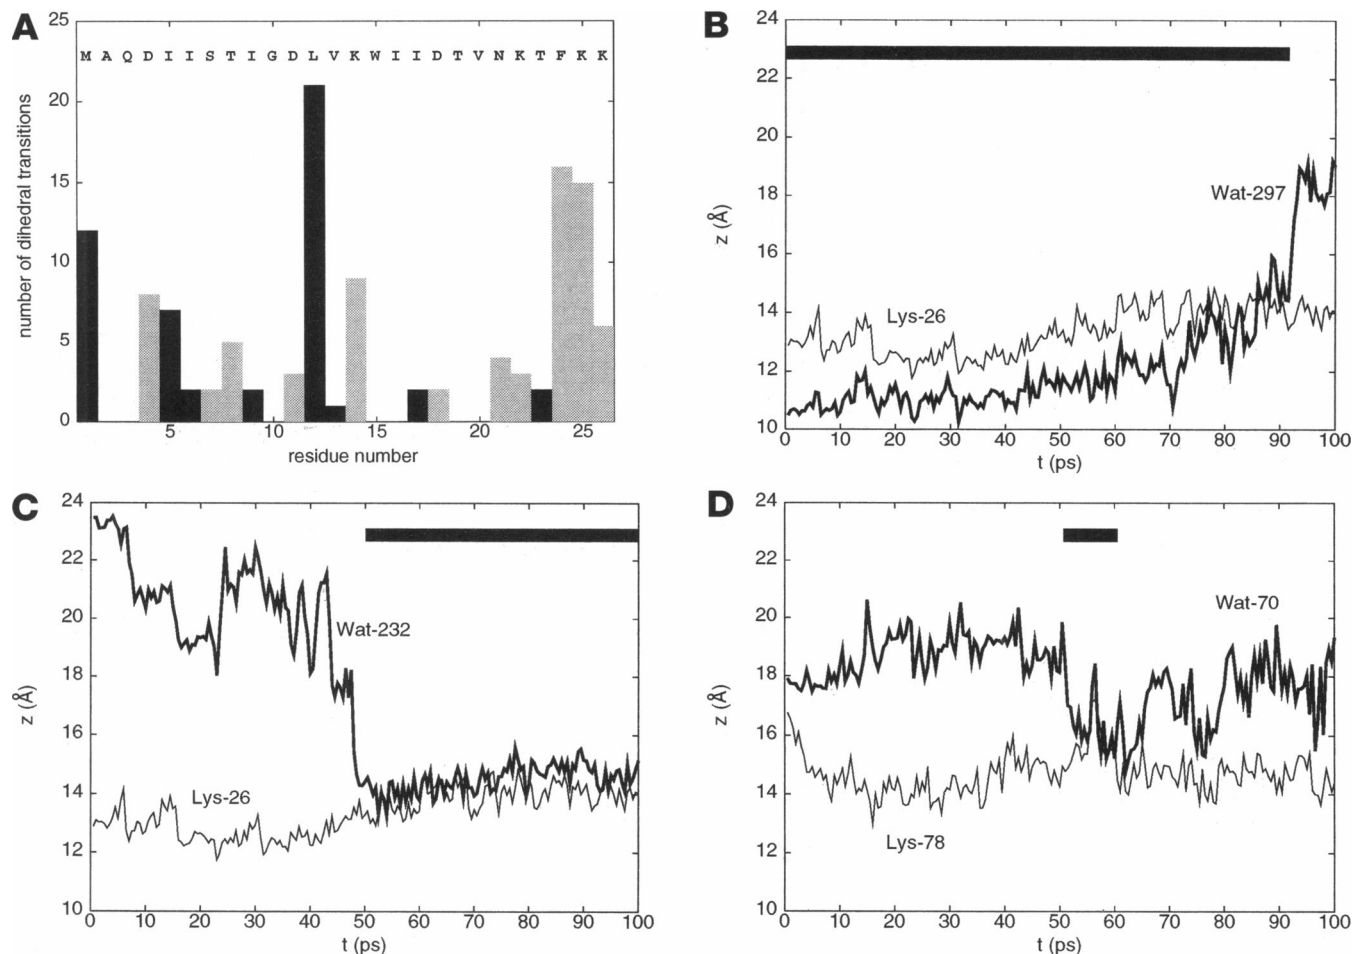 A
25
M A Q D I I S T I G D L V K W I I D T V N K T F K K
20
15
10
5
0
number of dihedral transitions
5 10 15 20 25
residue number
B
24
22
20
18
16
14
12
10
z (Å)
Wat-297
Lys-26
0 10 20 30 40 50 60 70 80 90 100
t (ps)
C
24
22
20
18
16
14
12
10
z (Å)
Wat-232
Lys-26
0 10 20 30 40 50 60 70 80 90 100
t (ps)
D
24
22
20
18
16
14
12
10
z (Å)
Wat-70
Lys-78
0 10 20 30 40 50 60 70 80 90 100
t (ps)